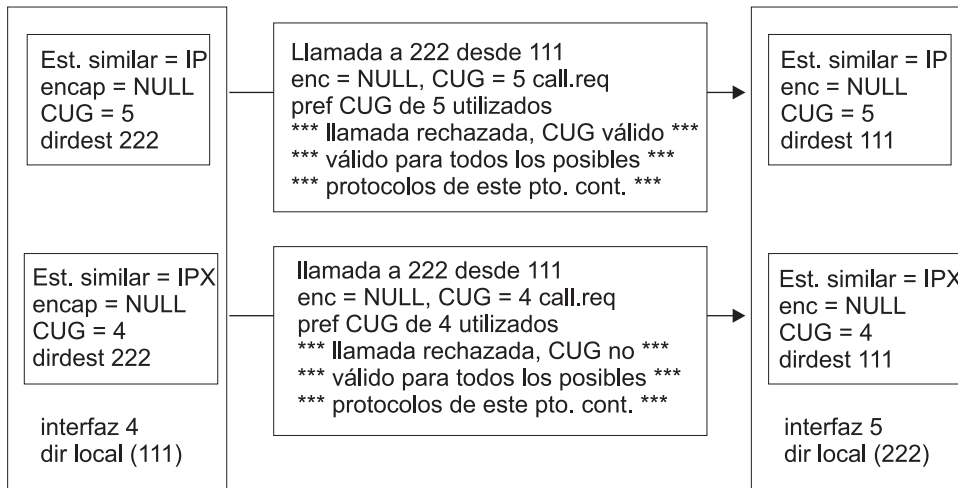 Est. similar = IP
encap = NULL
CUG = 5
dirdest 222
Llamada a 222 desde 111
enc = NULL, CUG = 5 call.req
pref CUG de 5 utilizados
*** llamada rechazada, CUG válido ***
*** válido para todos los posibles ***
*** protocolos de este pto. cont. ***
Est. similar = IP
enc = NULL
CUG = 5
dirdest 111
Est. similar = IPX
encap = NULL
CUG = 4
dirdest 222
llamada a 222 desde 111
enc = NULL, CUG = 4 call.req
pref CUG de 4 utilizados
*** llamada rechazada, CUG no ***
*** válido para todos los posibles ***
*** protocolos de este pto. cont. ***
Est. similar = IPX
enc = NULL
CUG = 4
dirdest 111
interfaz 4
dir local (111)
interfaz 5
dir local (222)